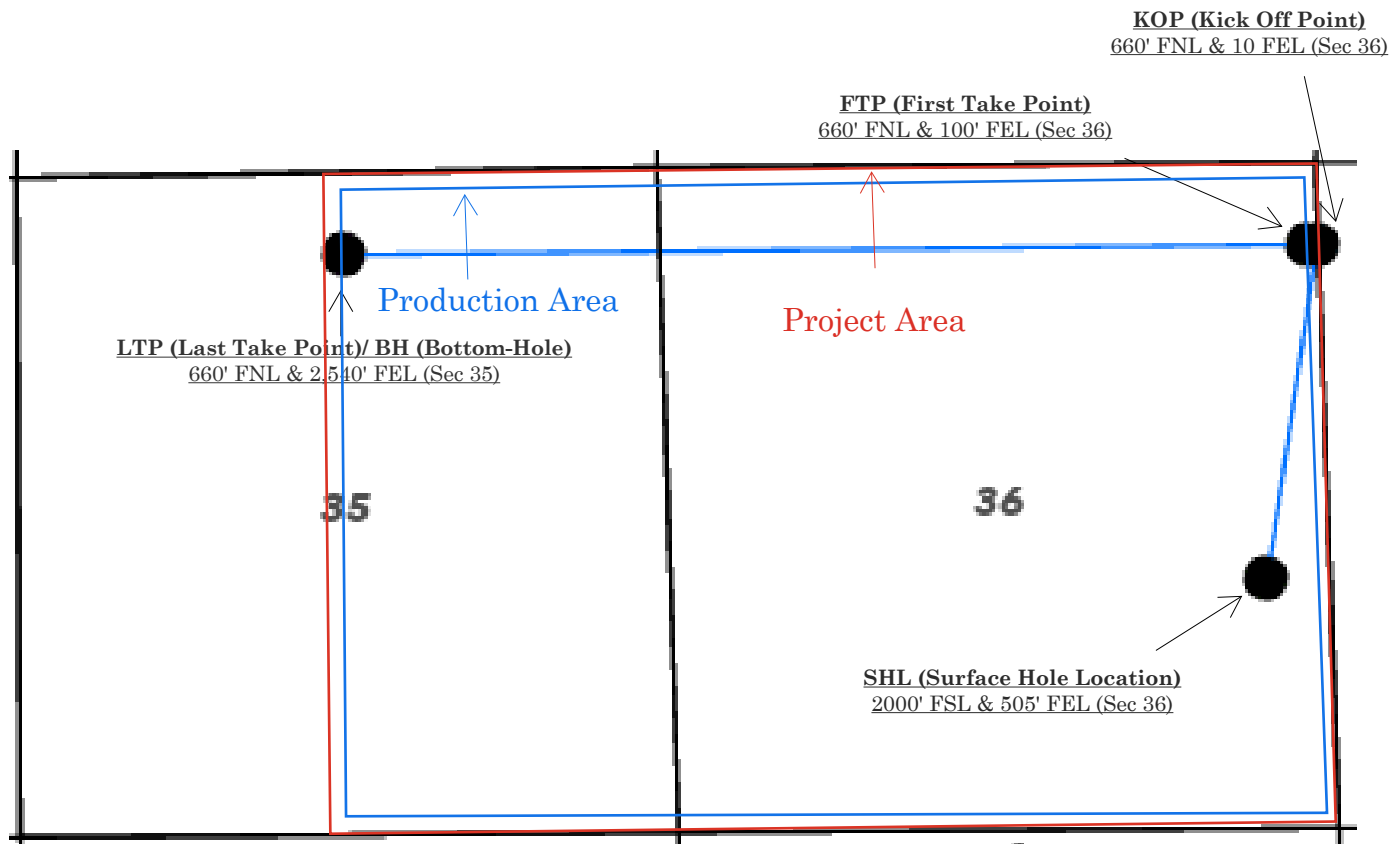 KOP (Kick Off Point)
660' FNL & 10 FEL (Sec 36)
FTP (First Take Point)
660' FNL & 100' FEL (Sec 36)
Production Area
Project Area
LTP (Last Take Point)/ BH (Bottom-Hole)
660' FNL & 2,540' FEL (Sec 35)
35
36
SHL (Surface Hole Location)
2000' FSL & 505' FEL (Sec 36)